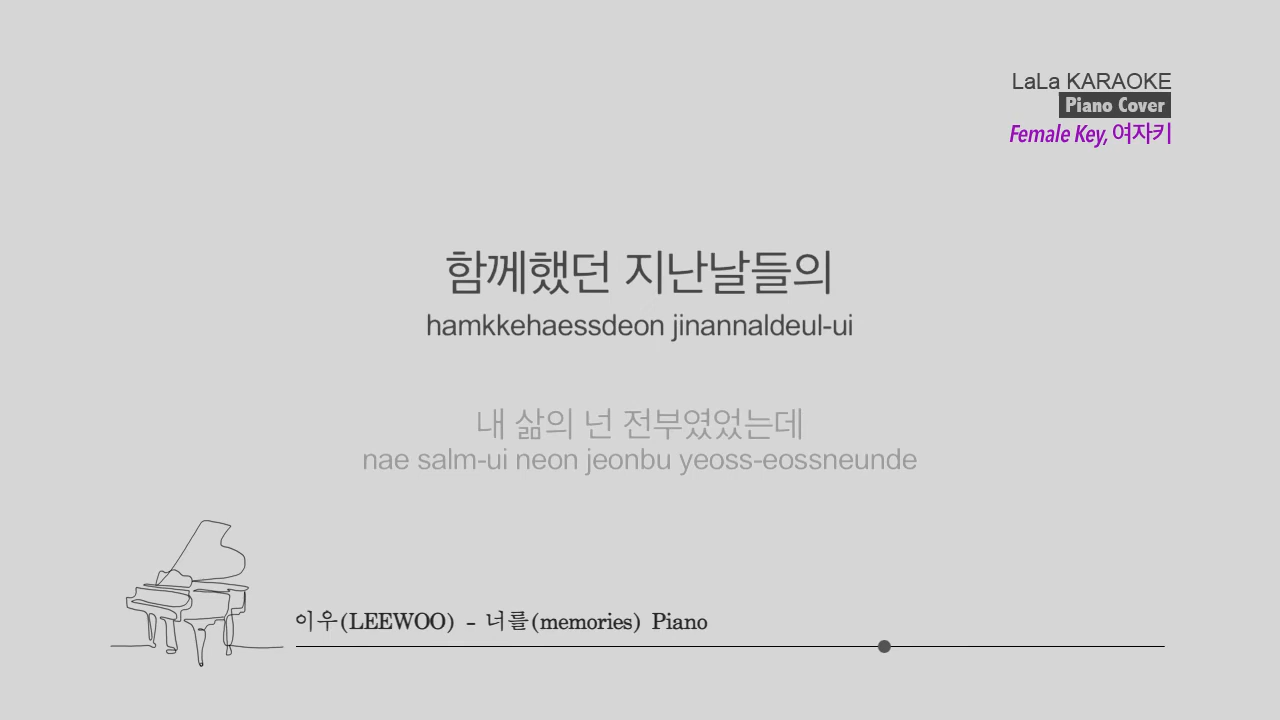 LaLa KARAOKE
Piano Cover
Female Key, 여자키
함께했던 지난날들의
hamkkehaessdeon jinannaldeul-ui
내 삶의 넌 전부였었는데
nae salm-ui neon jeonbu yeoss-eossneunde
이우(LEEWOO) - 너를(memories) Piano